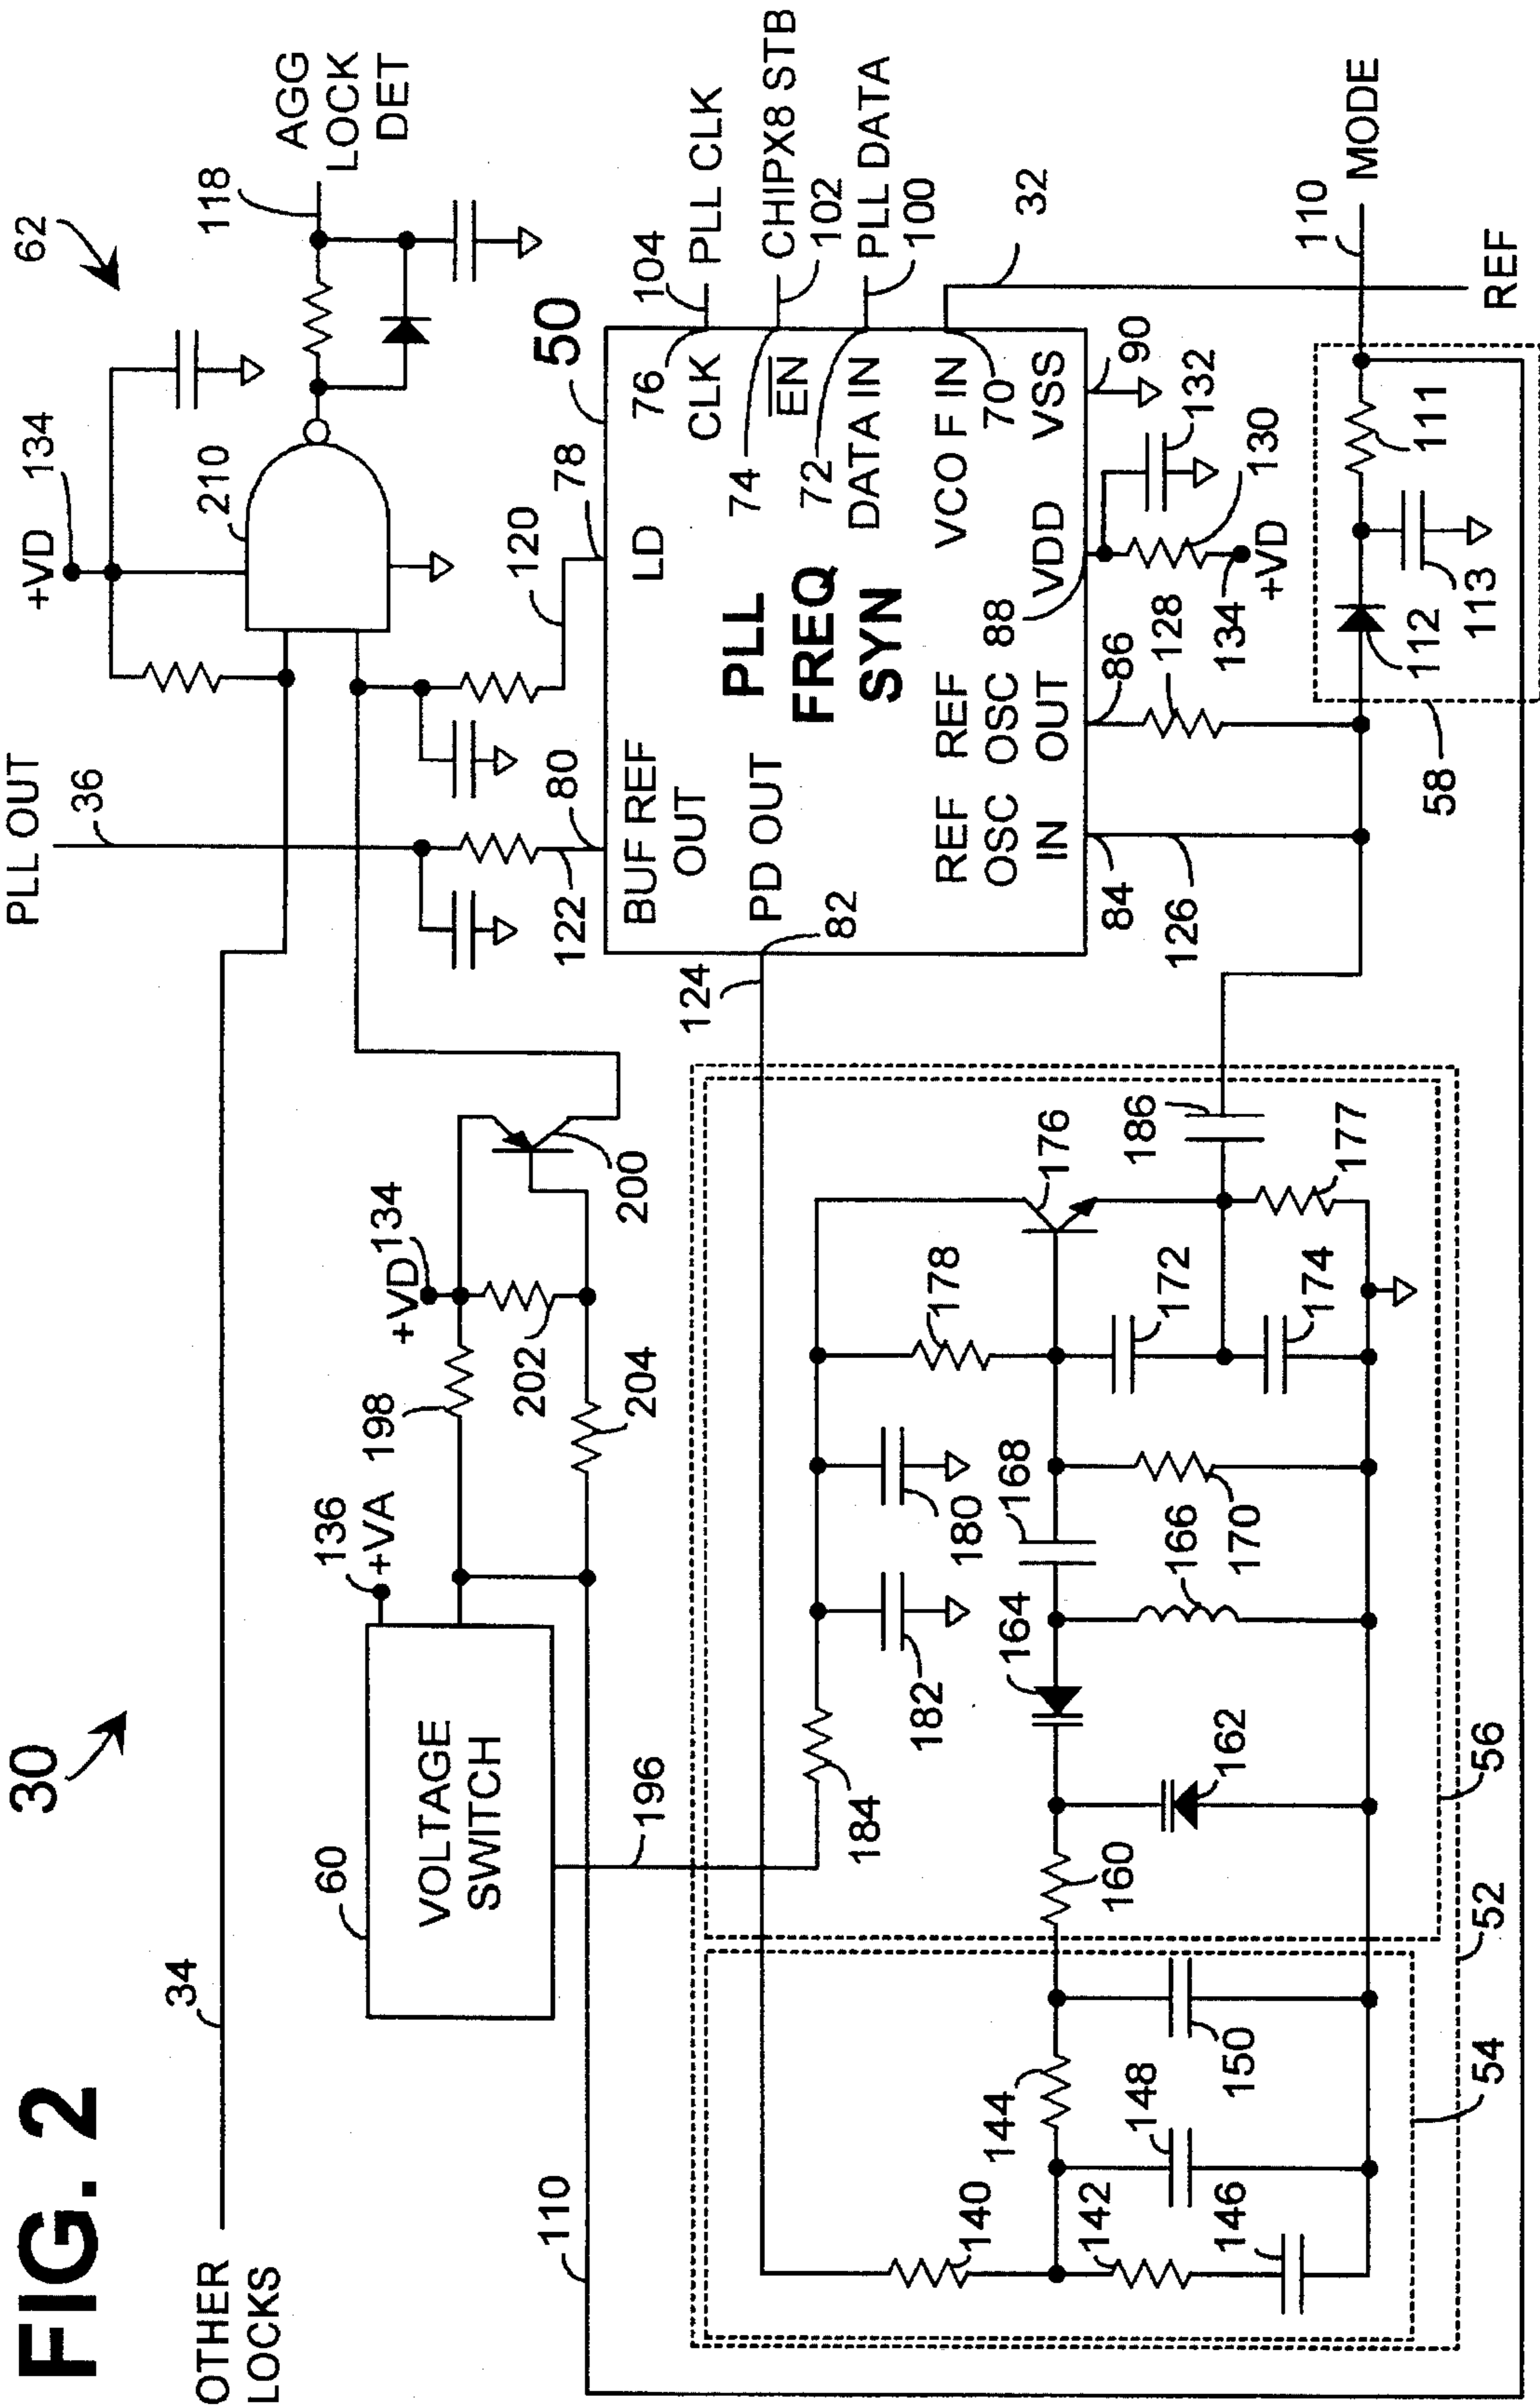 FIG. 2
30
62
OTHER
LOCKS
34
PLL OUT
36
+VD
134
210
118
AGG
LOCK
DET
60
VOLTAGE
SWITCH
136
+VA
198
+VD
134
202
204
200
196
110
120
78
122
80
50
124
82
BUF REF
OUT
PD OUT
LD
PLL
FREQ
SYN
76
CLK
74
EN
72
DATA IN
VCO F IN
70
104
PLL CLK
CHIPX8 STB
102
PLL DATA
100
32
REF
OSC
IN
REF
OSC
OUT
88
VDD
VSS
90
84
126
86
128
134
+VD
130
132
110
MODE
REF
58
112
113
111
140
142
144
146
148
150
54
52
56
160
162
164
166
168
170
172
174
176
177
178
180
182
184
186